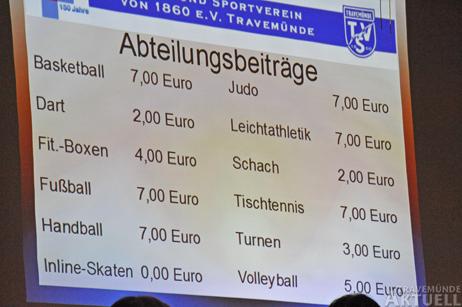 150 Jahre
UND SPORTVEREIN
VON 1860 E.V. TRAVEMÜNDE
TRAVEMÜNDE
TSV
Abteilungsbeiträge
Basketball 7,00 Euro
Dart 2,00 Euro
Fit.-Boxen 4,00 Euro
Fußball 7,00 Euro
Handball 7,00 Euro
Inline-Skaten 0,00 Euro
Judo 7,00 Euro
Leichtathletik 7,00 Euro
Schach 2,00 Euro
Tischtennis 7,00 Euro
Turnen 3,00 Euro
Volleyball 5,00 Euro
TRAVEMÜNDE
AKTUELL